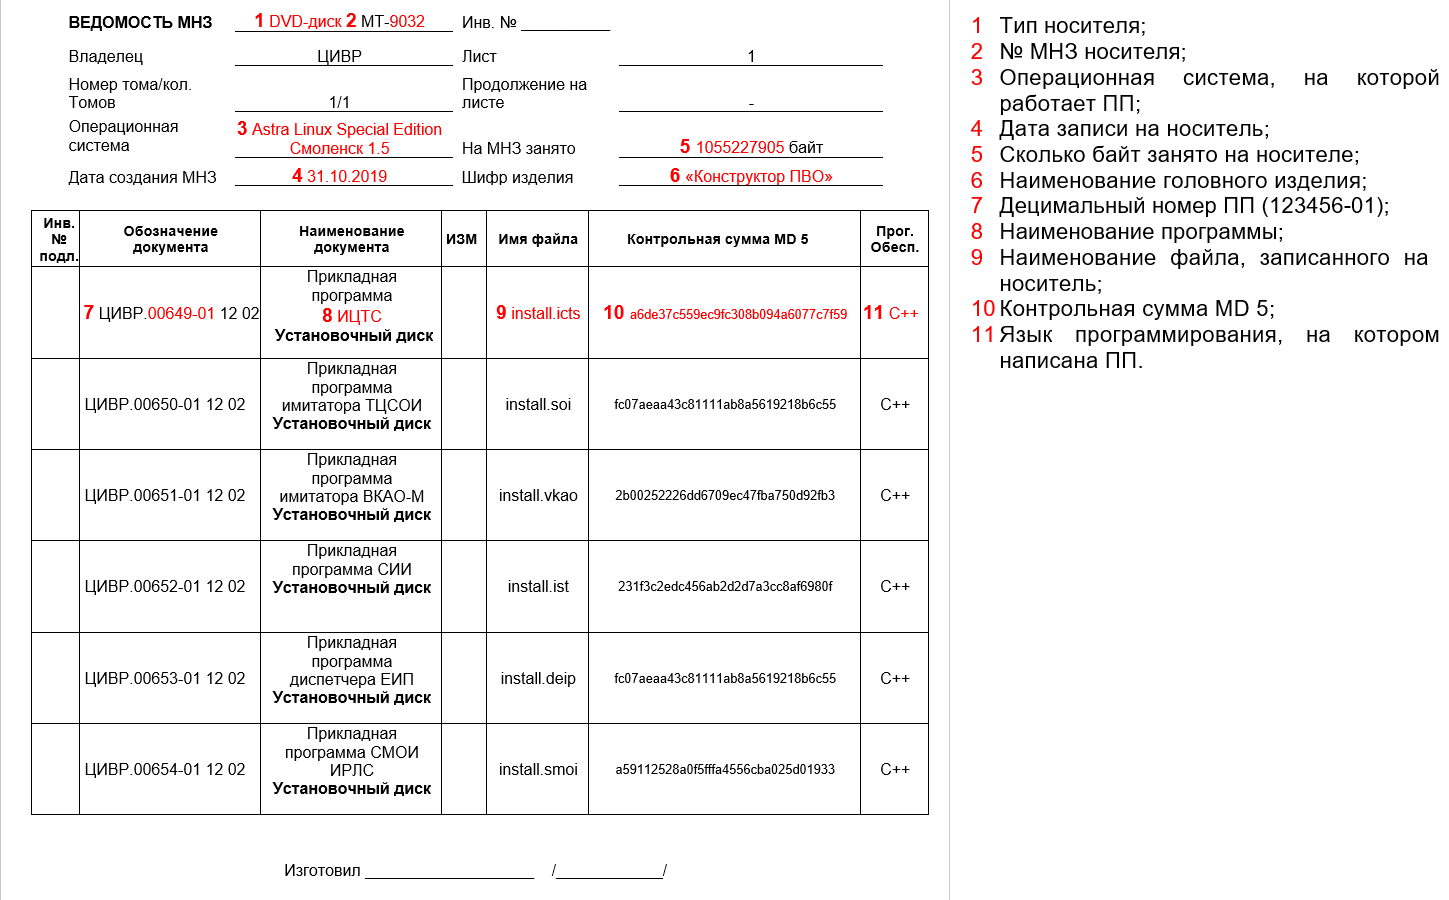 ВЕДОМОСТЬ МНЗ 1 DVD-диск 2 МТ-9032 Инв. № __________
Владелец ЦИВР Лист 1
Номер тома/кол. Томов 1/1 Продолжение на листе -
Операционная система 3 Astra Linux Special Edition Смоленск 1.5 На МНЗ занято 5 1055227905 байт
Дата создания МНЗ 4 31.10.2019 Шифр изделия 6 «Конструктор ПВО»
Инв. № подл. Обозначение документа Наименование документа ИЗМ Имя файла Контрольная сумма MD 5 Прог. Обесп.
7 ЦИВР.00649-01 12 02 Прикладная программа 8 ИЦТС Установочный диск 9 install.icts 10 a6de37c559ec9fc308b094a6077c7f59 11 C++
ЦИВР.00650-01 12 02 Прикладная программа имитатора ТЦСОИ Установочный диск install.soi fc07aeaa43c81111ab8a5619218b6c55 C++
ЦИВР.00651-01 12 02 Прикладная программа имитатора ВКАО-М Установочный диск install.vkao 2b00252226dd6709ec47fba750d92fb3 C++
ЦИВР.00652-01 12 02 Прикладная программа СИИ Установочный диск install.ist 231f3c2edc456ab2d2d7a3cc8af6980f C++
ЦИВР.00653-01 12 02 Прикладная программа диспетчера ЕИП Установочный диск install.deip fc07aeaa43c81111ab8a5619218b6c55 C++
ЦИВР.00654-01 12 02 Прикладная программа СМОИ ИРЛС Установочный диск install.smoi a59112528a0f5fffa4556cba025d01933 C++
Изготовил ___________________ /____________/
1 Тип носителя;
2 № МНЗ носителя;
3 Операционная система, на которой
работает ПП;
4 Дата записи на носитель;
5 Сколько байт занято на носителе;
6 Наименование головного изделия;
7 Децимальный номер ПП (123456-01);
8 Наименование программы;
9 Наименование файла, записанного на
носитель;
10 Контрольная сумма MD 5;
11 Язык программирования, на котором
написана ПП.